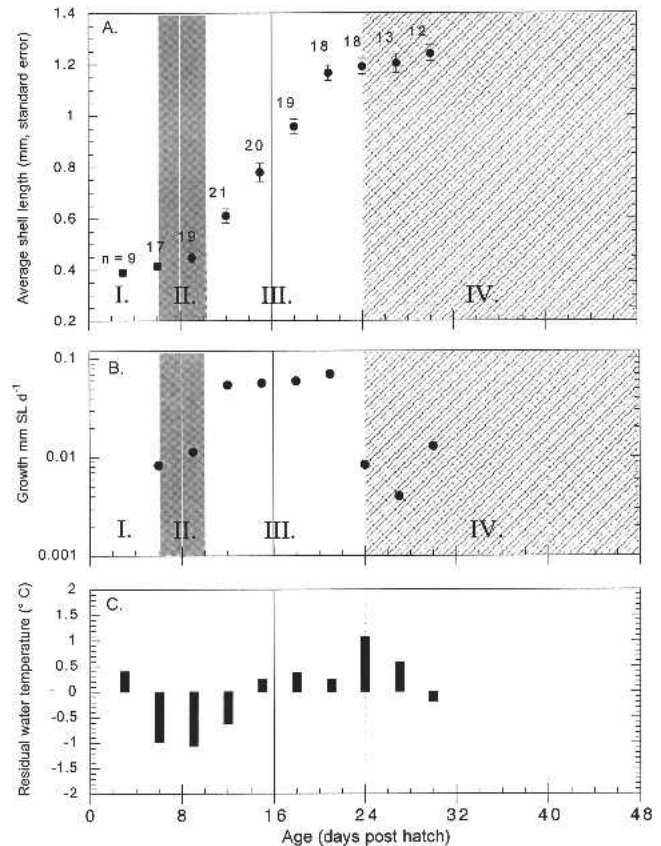 A.
1.4
1.2
1
0.8
0.6
0.4
0.2
Average shell length (mm, standard error)
n = 9
17
19
21
20
19
18
18
13
12
I.
II.
III.
IV.
B.
0.1
0.01
0.001
Growth mm SL d-1
I.
II.
III.
IV.
C.
2
1.5
1
0.5
0
-0.5
-1
-1.5
-2
Residual water temperature (° C)
0 8 16 24 32 40 48
Age (days post hatch)